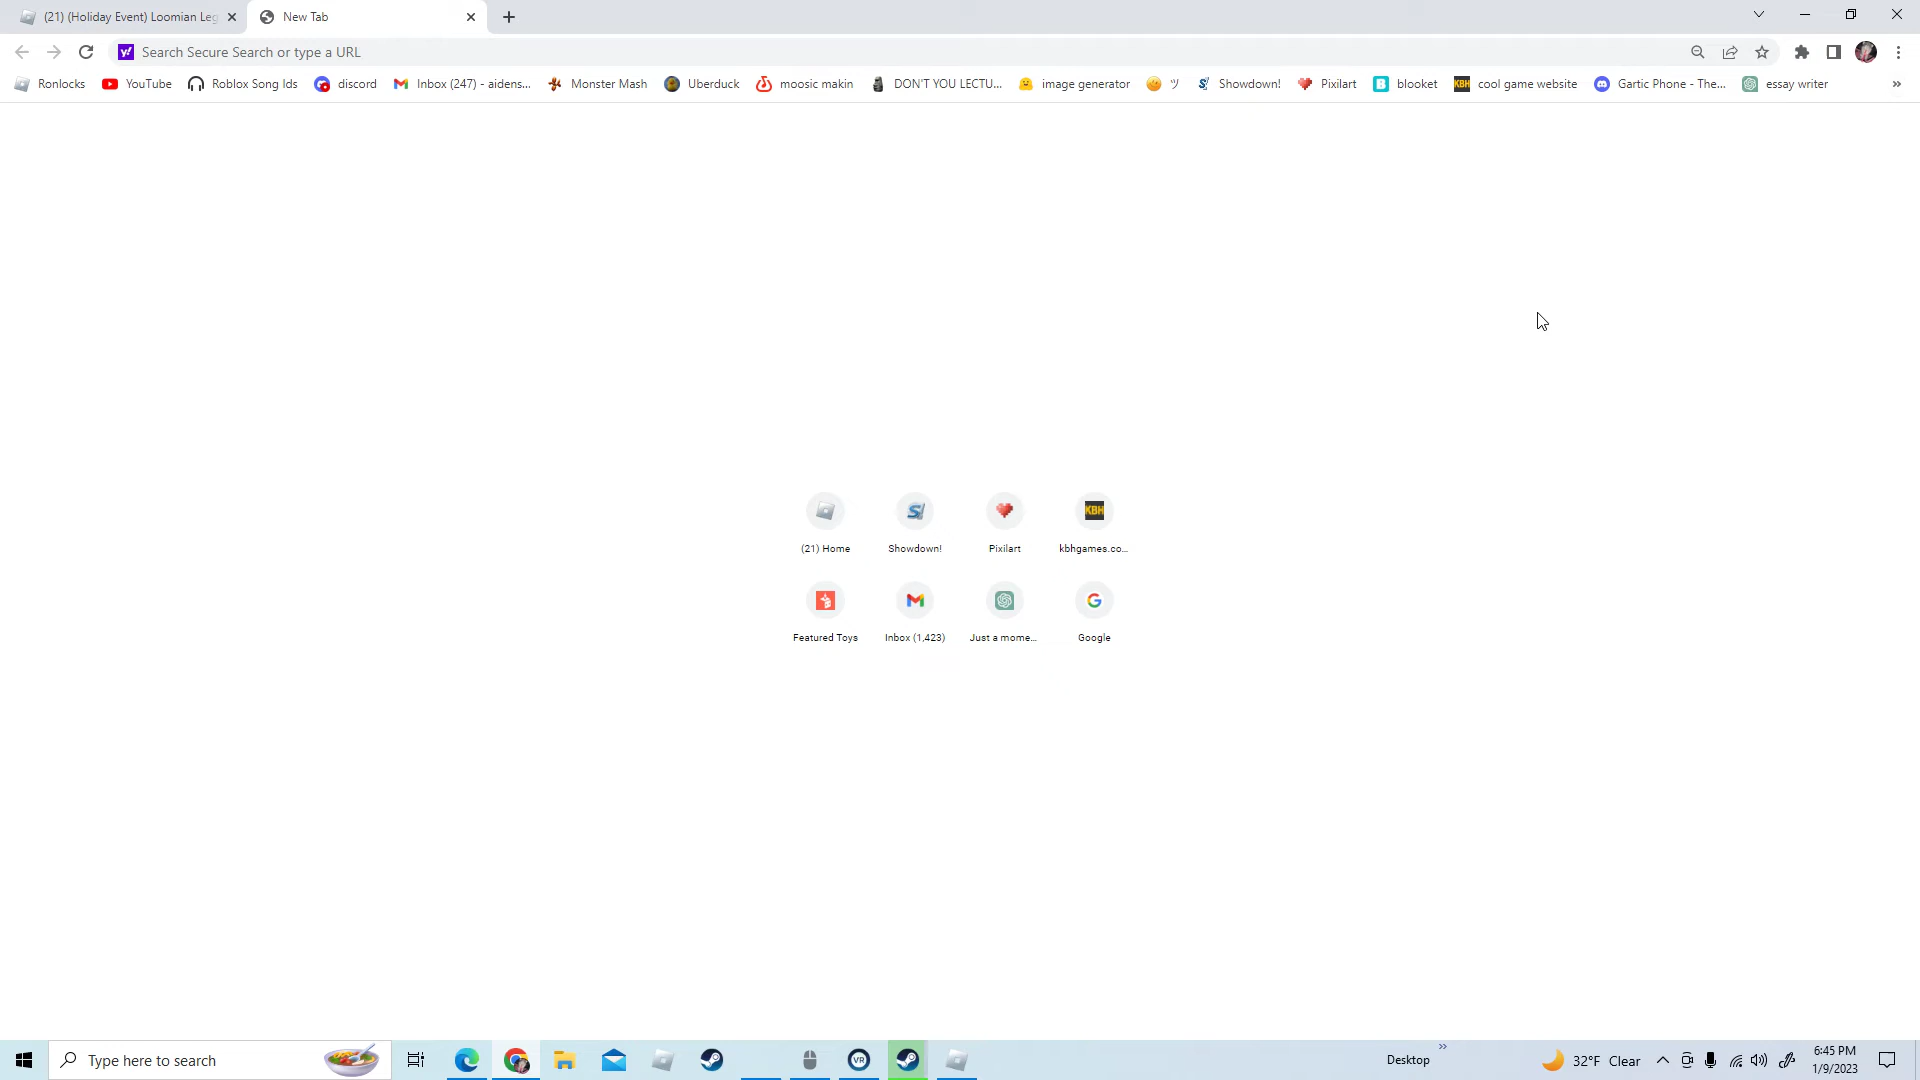 (21) (Holiday Event) Loomian Leg
New Tab
Search Secure Search or type a URL
Ronlocks
YouTube
Roblox Song Ids
discord
Inbox (247) - aidens...
Monster Mash
Uberduck
moosic makin
DON'T YOU LECTU...
image generator
ツ
Showdown!
Pixilart
blooket
cool game website
Gartic Phone - The...
essay writer
(21) Home
Showdown!
Pixilart
KBH
kbhgames.co...
Featured Toys
Inbox (1,423)
Just a mome...
Google
Type here to search
VR
Desktop
32°F Clear
6:45 PM
1/9/2023